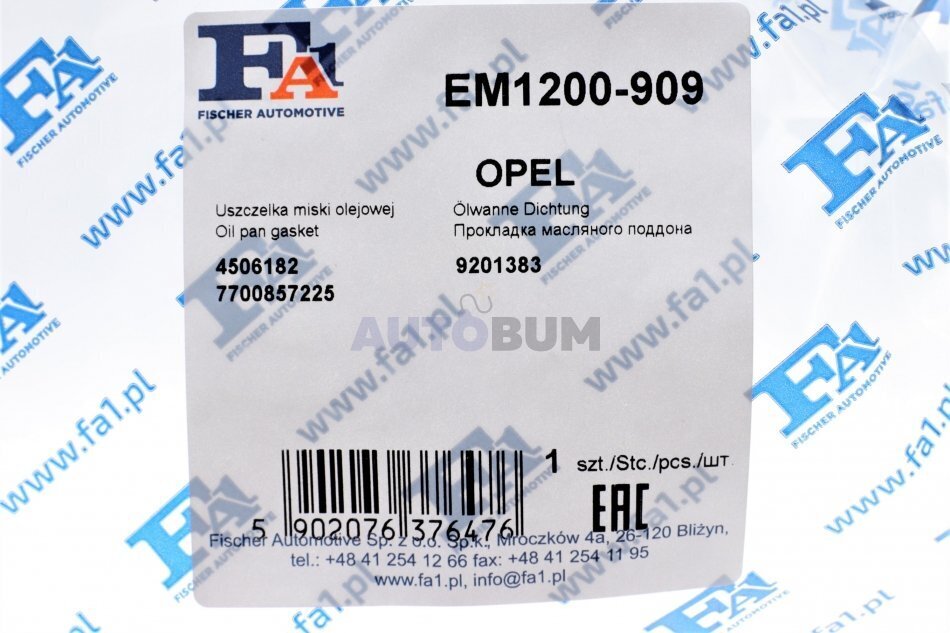 FA1
FISCHER AUTOMOTIVE
EM1200-909
OPEL
Uszczelka miski olejowej
Oil pan gasket
Ölwanne Dichtung
Прокладка масляного поддона
4506182
7700857225
9201383
AUTOBUM
1 szt./Stc./pcs./шт.
EAC
5 902076 376476
Fischer Automotive Sp. z o.o. Sp.k., Mroczków 4a, 26-120 Bliżyn,
tel.: +48 41 254 12 66 fax: +48 41 254 11 95
www.fa1.pl, info@fa1.pl
FA1
FISCHER AUTOMOTIVE
www.fa1.pl